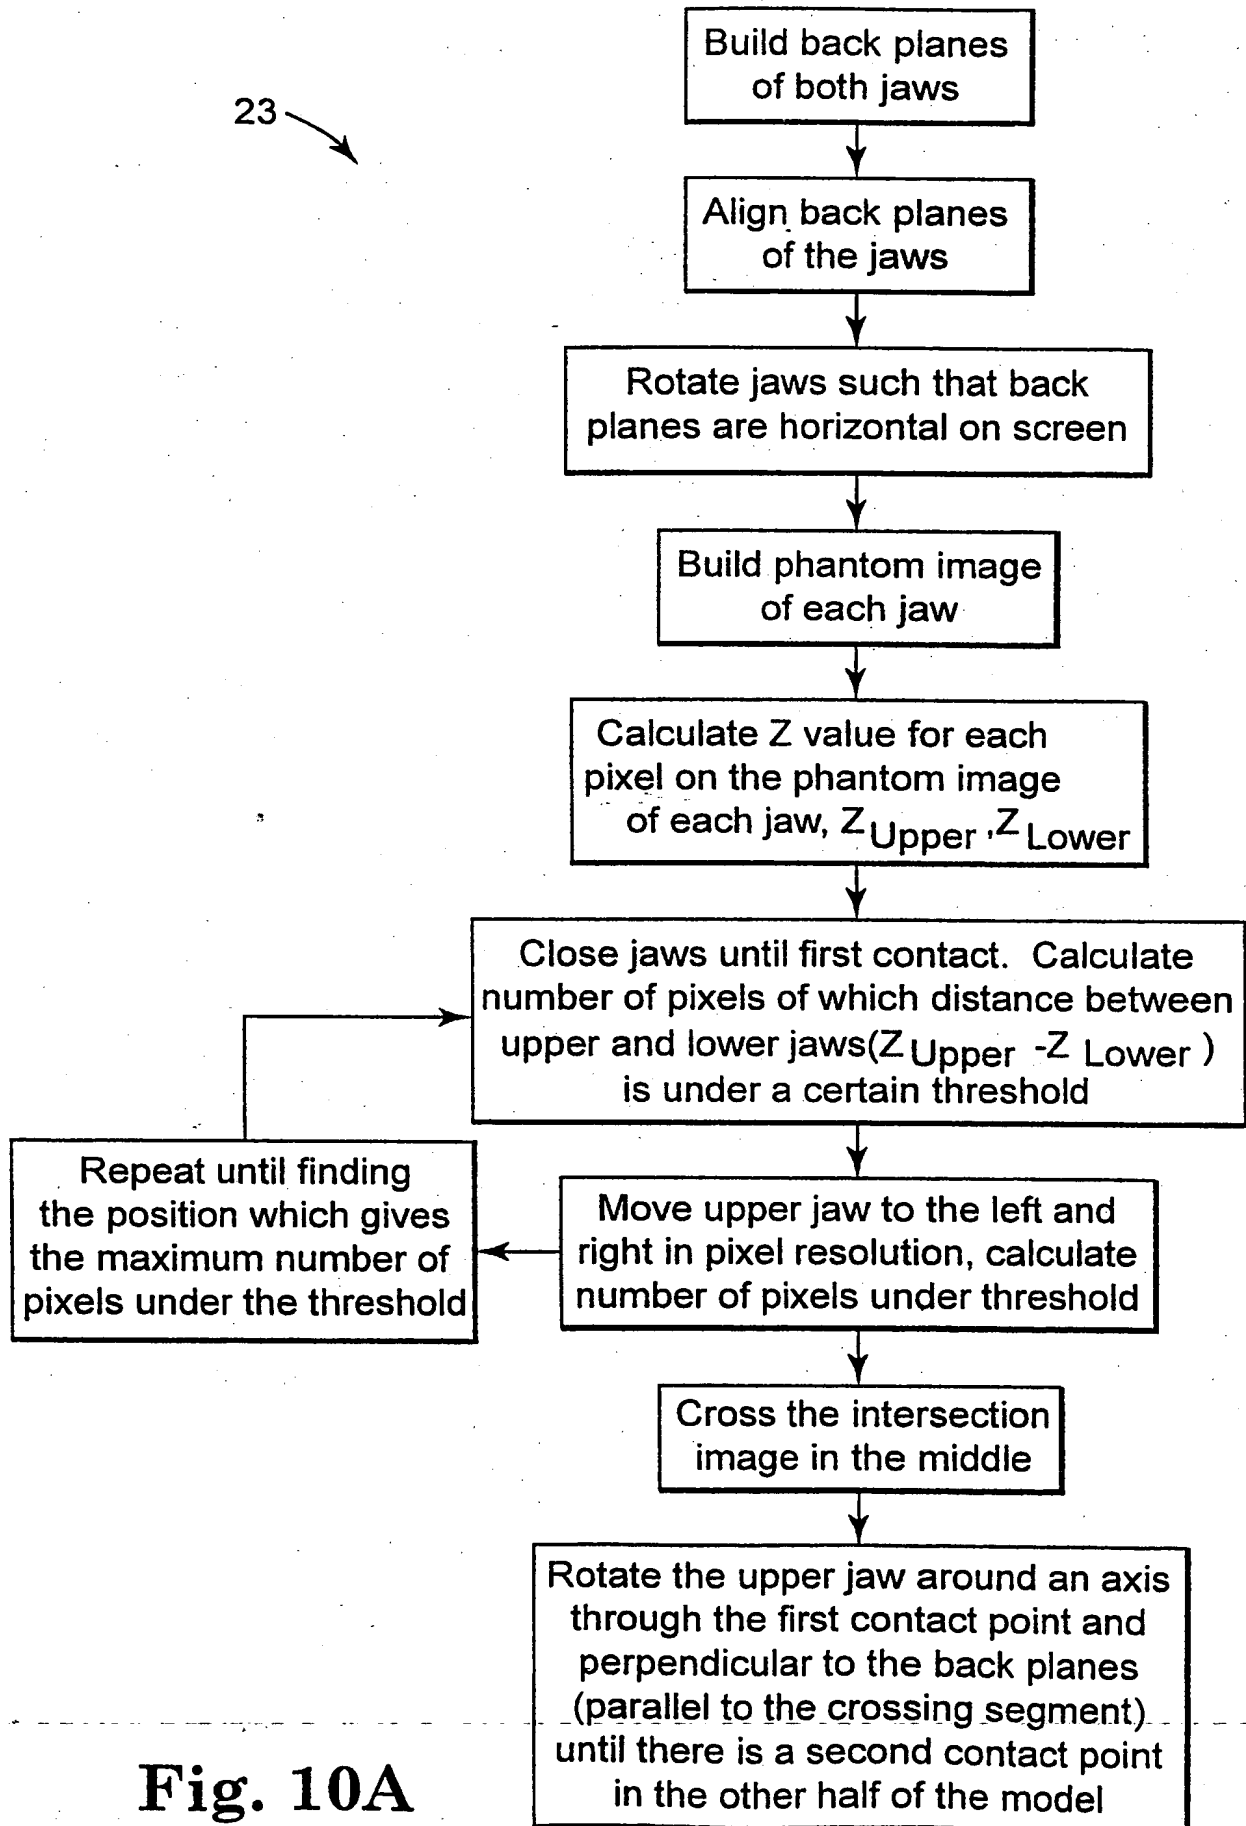 Build back planes
of both jaws
23
Align back planes
of the jaws
Rotate jaws such that back
planes are horizontal on screen
Build phantom image
of each jaw
Calculate Z value for each
pixel on the phantom image
of each jaw, Z Upper ,Z Lower
Close jaws until first contact. Calculate
number of pixels of which distance between
upper and lower jaws(Z Upper -Z Lower )
is under a certain threshold
Repeat until finding
the position which gives
the maximum number of
pixels under the threshold
Move upper jaw to the left and
right in pixel resolution, calculate
number of pixels under threshold
Cross the intersection
image in the middle
Rotate the upper jaw around an axis
through the first contact point and
perpendicular to the back planes
(parallel to the crossing segment)
until there is a second contact point
in the other half of the model
Fig. 10A